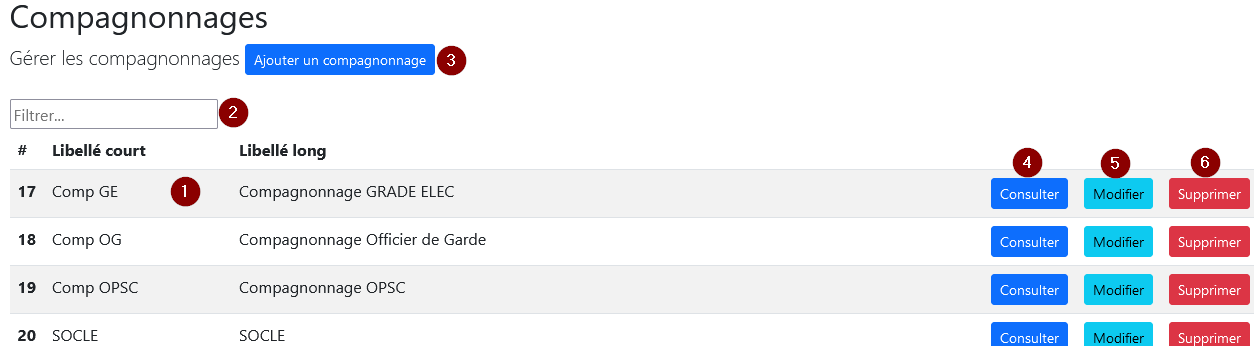 Compagnonnages
Gérer les compagnonnages Ajouter un compagnonnage 3
Filtrer... 2
# Libellé court Libellé long 4 5 6
17 Comp GE 1 Compagnonnage GRADE ELEC Consulter Modifier Supprimer
18 Comp OG Compagnonnage Officier de Garde Consulter Modifier Supprimer
19 Comp OPSC Compagnonnage OPSC Consulter Modifier Supprimer
20 SOCLE SOCLE Consulter Modifier Supprimer